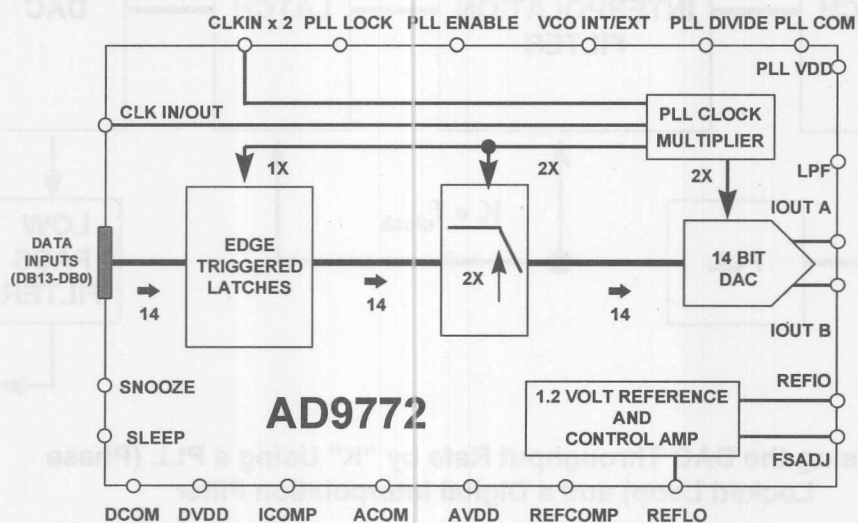 CLKIN x 2 PLL LOCK PLL ENABLE VCO INT/EXT PLL DIVIDE PLL COM
PLL VDD
CLK IN/OUT
PLL CLOCK
MULTIPLIER
1X
2X
2X
LPF
IOUT A
DATA
INPUTS
(DB13-DB0)
EDGE
TRIGGERED
LATCHES
2X
14 BIT
DAC
14
14
14
IOUT B
SNOOZE
AD9772
1.2 VOLT REFERENCE
AND
CONTROL AMP
REFIO
SLEEP
FSADJ
DCOM DVDD ICOMP ACOM AVDD REFCOMP REFLO